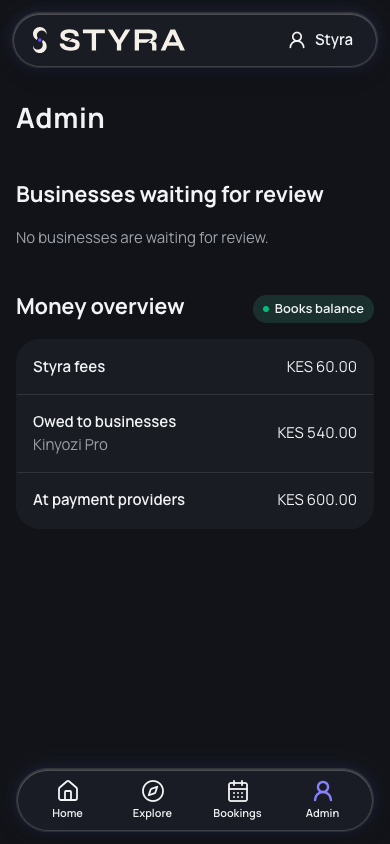 STYRA
Styra
Admin
Businesses waiting for review
No businesses are waiting for review.
Money overview
Books balance
Styra fees
KES 60.00
Owed to businesses
Kinyozi Pro
KES 540.00
At payment providers
KES 600.00
Home
Explore
Bookings
Admin